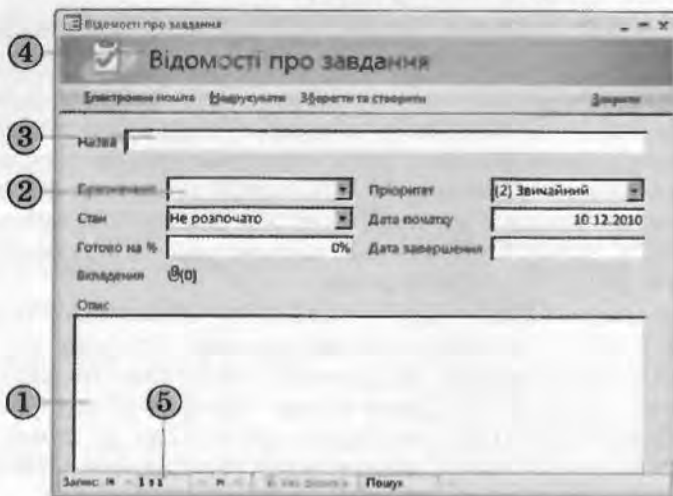 Відомості про завдання
4
Відомості про завдання
Електронна пошта Надрукувати Зберегти та створити Закрити
3 Назва
2 Призначено Пріоритет (2) Звичайний
Стан Не розпочато Дата початку 10.12.2010
Готово на % 0% Дата завершення
Вкладення (0)
Опис
1 5
Запис: 1 з 1 Пошук